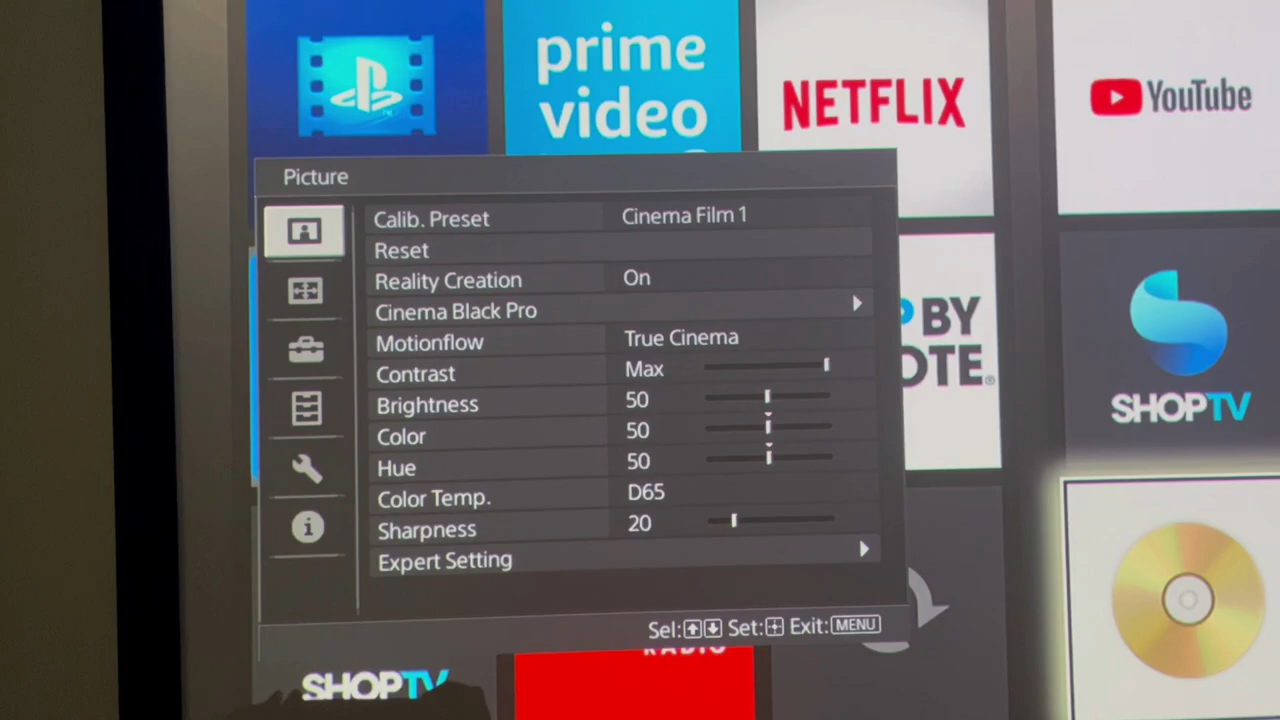 prime
video
NETFLIX
YouTube
Picture
Calib. Preset Cinema Film 1
Reset
Reality Creation On
Cinema Black Pro
Motionflow True Cinema
Contrast Max
Brightness 50
Color 50
Hue 50
Color Temp. D65
Sharpness 20
Expert Setting
Sel: Set: Exit: MENU
BY
OTE.®
SHOPTV
SHOPTV
RADIO